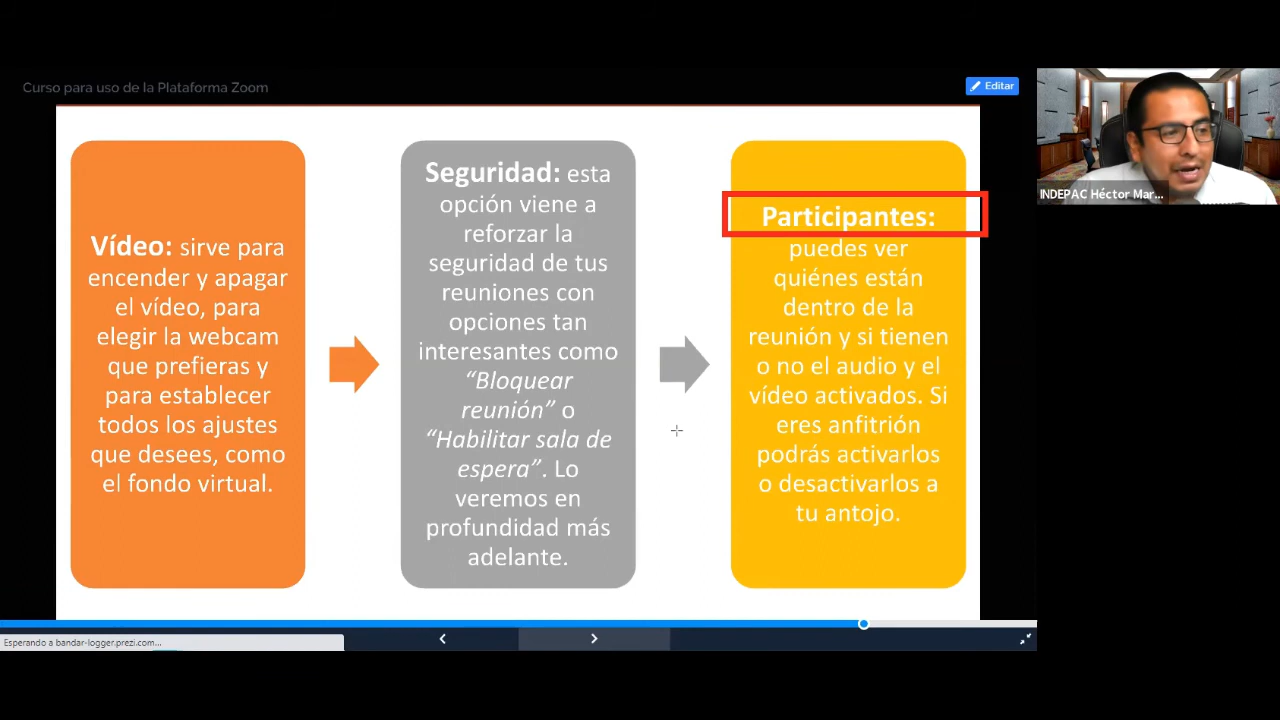 Curso para uso de la Plataforma Zoom
Editar
INDEPAC Héctor Mar...
Vídeo: sirve para
encender y apagar
el vídeo, para
elegir la webcam
que prefieras y
para establecer
todos los ajustes
que desees, como
el fondo virtual.
Seguridad: esta
opción viene a
reforzar la
seguridad de tus
reuniones con
opciones tan
interesantes como
“Bloquear
reunión” o
“Habilitar sala de
espera”. Lo
veremos en
profundidad más
adelante.
Participantes:
puedes ver
quiénes están
dentro de la
reunión y si tienen
o no el audio y el
vídeo activados. Si
eres anfitrión
podrás activarlos
o desactivarlos a
tu antojo.
Esperando a bandar-logger.prezi.com...